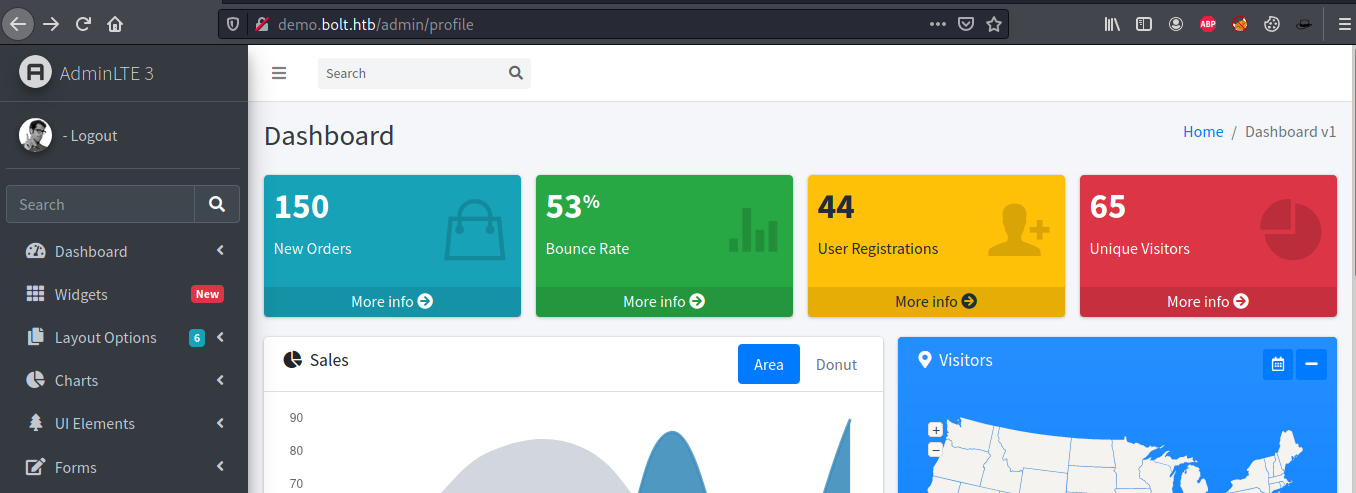 demo.bolt.htb/admin/profile
ABP
AdminLTE 3
- Logout
Search
Dashboard
Widgets New
Layout Options 6
Charts
UI Elements
Forms
Search
Dashboard
Home / Dashboard v1
150
New Orders
More info
53%
Bounce Rate
More info
44
User Registrations
More info
65
Unique Visitors
More info
Sales
Area Donut
90
80
70
Visitors
+
−